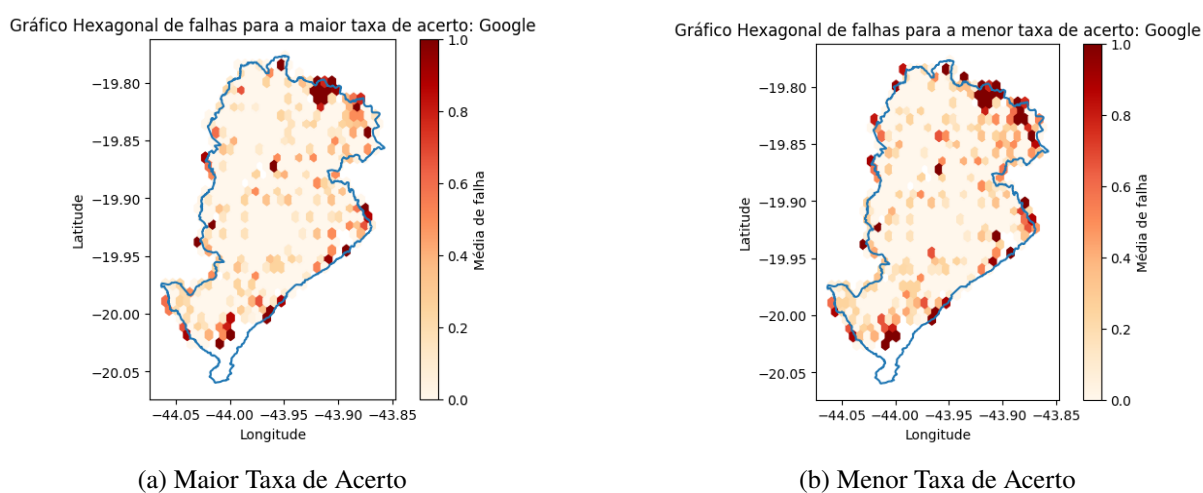 Gráfico Hexagonal de falhas para a maior taxa de acerto: Google
1.0
0.8
0.6
0.4
0.2
0.0
Média de falha
−19.80
−19.85
−19.90
−19.95
−20.00
−20.05
Latitude
−44.05 −44.00 −43.95 −43.90 −43.85
Longitude
(a) Maior Taxa de Acerto
Gráfico Hexagonal de falhas para a menor taxa de acerto: Google
1.0
0.8
0.6
0.4
0.2
0.0
Média de falha
−19.80
−19.85
−19.90
−19.95
−20.00
−20.05
Latitude
−44.05 −44.00 −43.95 −43.90 −43.85
Longitude
(b) Menor Taxa de Acerto